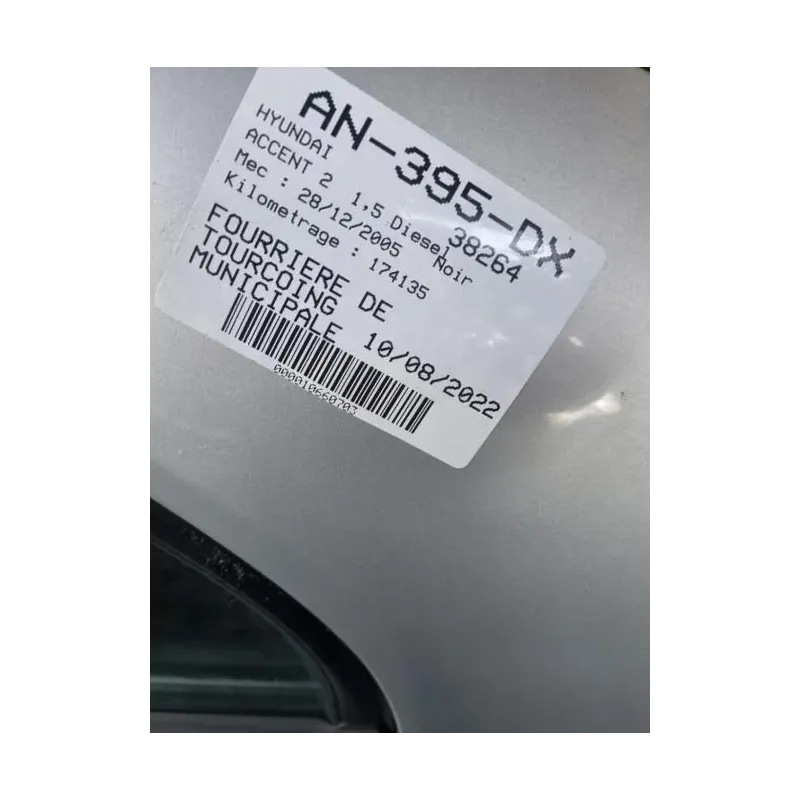 AN-395-DX
HYUNDAI
38264
ACCENT 2 1,5 Diesel
Mec : 28/12/2005 Noir
Kilometrage : 174135
FOURRIERE DE
TOURCOING
MUNICIPALE 10/08/2022
000010660703